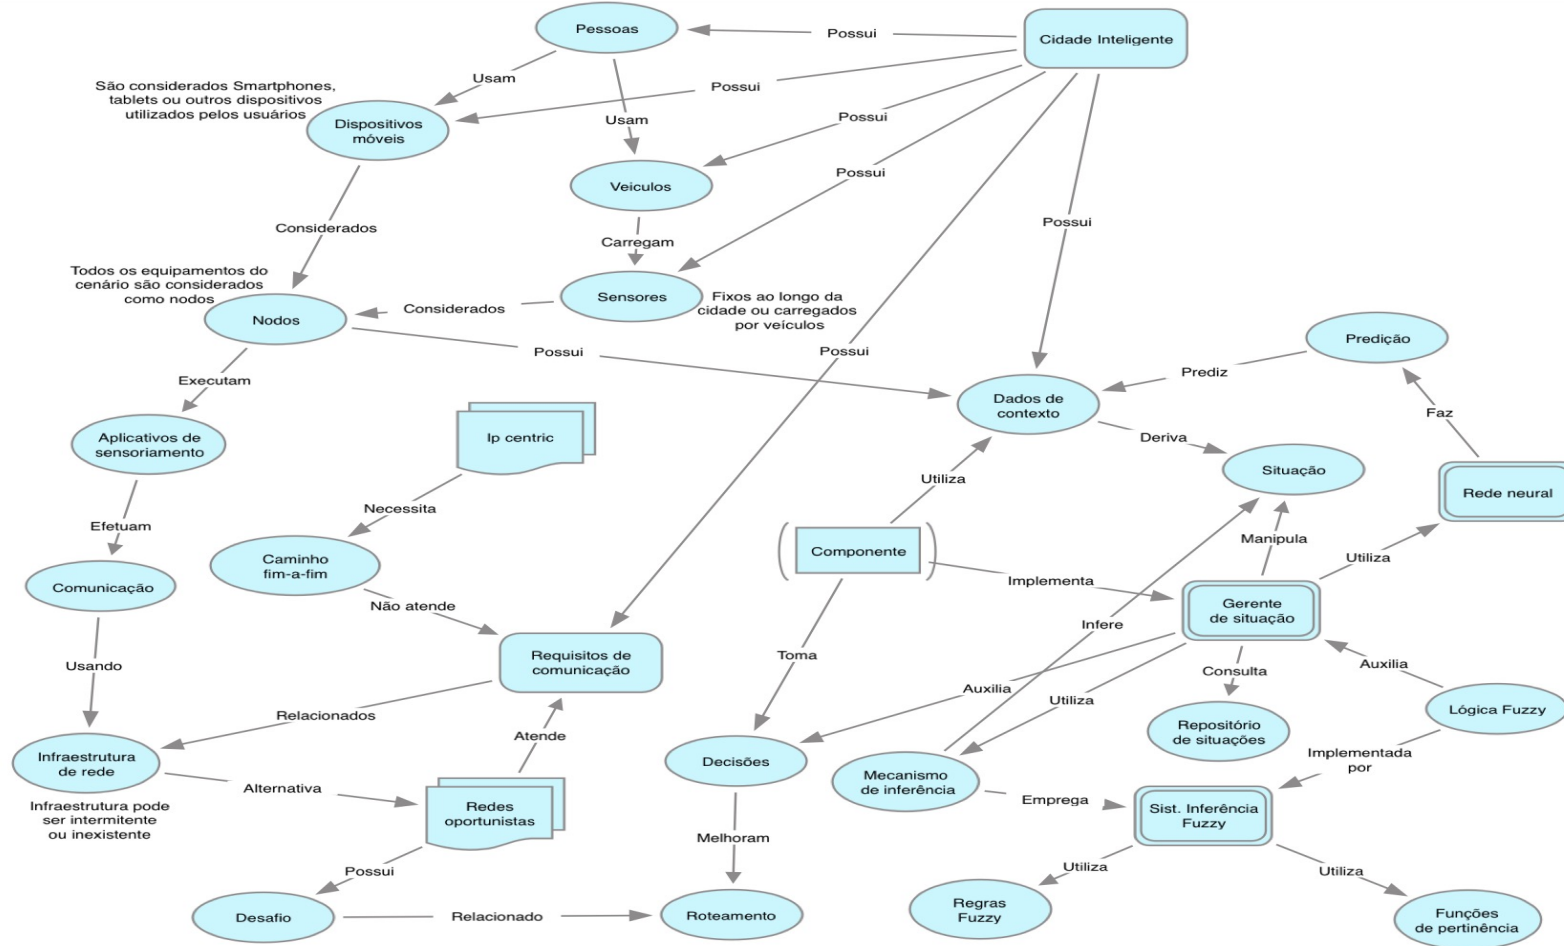 Pessoas
Possui
Cidade Inteligente
Usam
São considerados Smartphones,
tablets ou outros dispositivos
utilizados pelos usuários
Possui
Dispositivos
móveis
Usam
Possui
Veiculos
Possui
Considerados
Carregam
Possui
Todos os equipamentos do
cenário são considerados
como nodos
Sensores
Fixos ao longo da
cidade ou carregados
por veículos
Considerados
Nodos
Possui
Possui
Predição
Executam
Prediz
Dados de
contexto
Faz
Aplicativos de
sensoriamento
Ip centric
Deriva
Situação
Utiliza
Rede neural
Necessita
Efetuam
Manipula
Componente
Utiliza
Caminho
fim-a-fim
Comunicação
Implementa
Não atende
Gerente
de situação
Infere
Requisitos de
comunicação
Toma
Usando
Consulta
Auxilia
Auxilia
Utiliza
Lógica Fuzzy
Relacionados
Repositório
de situações
Atende
Implementada
por
Infraestrutura
de rede
Decisões
Mecanismo
de inferência
Alternativa
Emprega
Infraestrutura pode
ser intermitente
ou inexistente
Redes
oportunistas
Sist. Inferência
Fuzzy
Melhoram
Possui
Utiliza
Utiliza
Desafio
Relacionado
Roteamento
Regras
Fuzzy
Funções
de pertinência